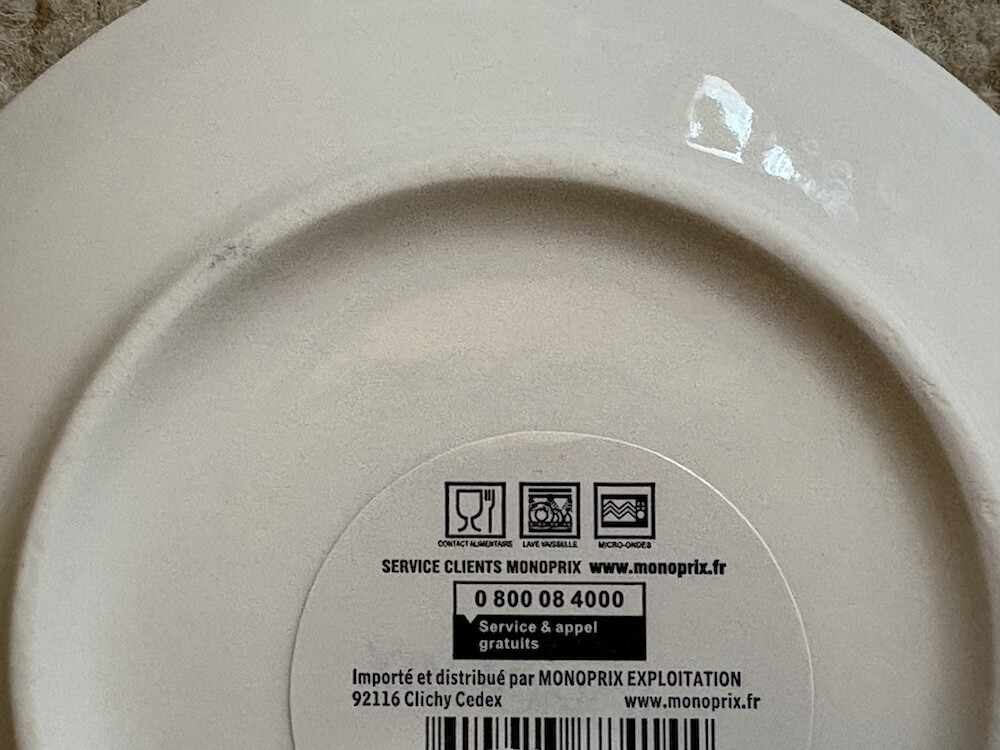 CONTACT ALIMENTAIRE LAVE VAISSELLE MICRO-ONDES
SERVICE CLIENTS MONOPRIX www.monoprix.fr
0 800 08 4000
Service & appel
gratuits
Importé et distribué par MONOPRIX EXPLOITATION
92116 Clichy Cedex www.monoprix.fr